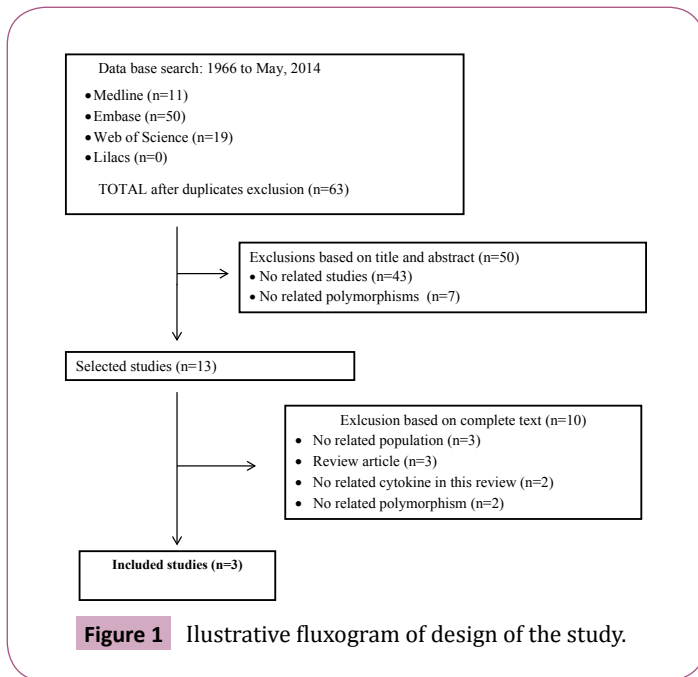 Data base search: 1966 to May, 2014
• Medline (n=11)
• Embase (n=50)
• Web of Science (n=19)
• Lilacs (n=0)
TOTAL after duplicates exclusion (n=63)
Exclusions based on title and abstract (n=50)
• No related studies (n=43)
• No related polymorphisms (n=7)
Selected studies (n=13)
Exlcusion based on complete text (n=10)
• No related population (n=3)
• Review article (n=3)
• No related cytokine in this review (n=2)
• No related polymorphism (n=2)
Included studies (n=3)
Figure 1 Ilustrative fluxogram of design of the study.